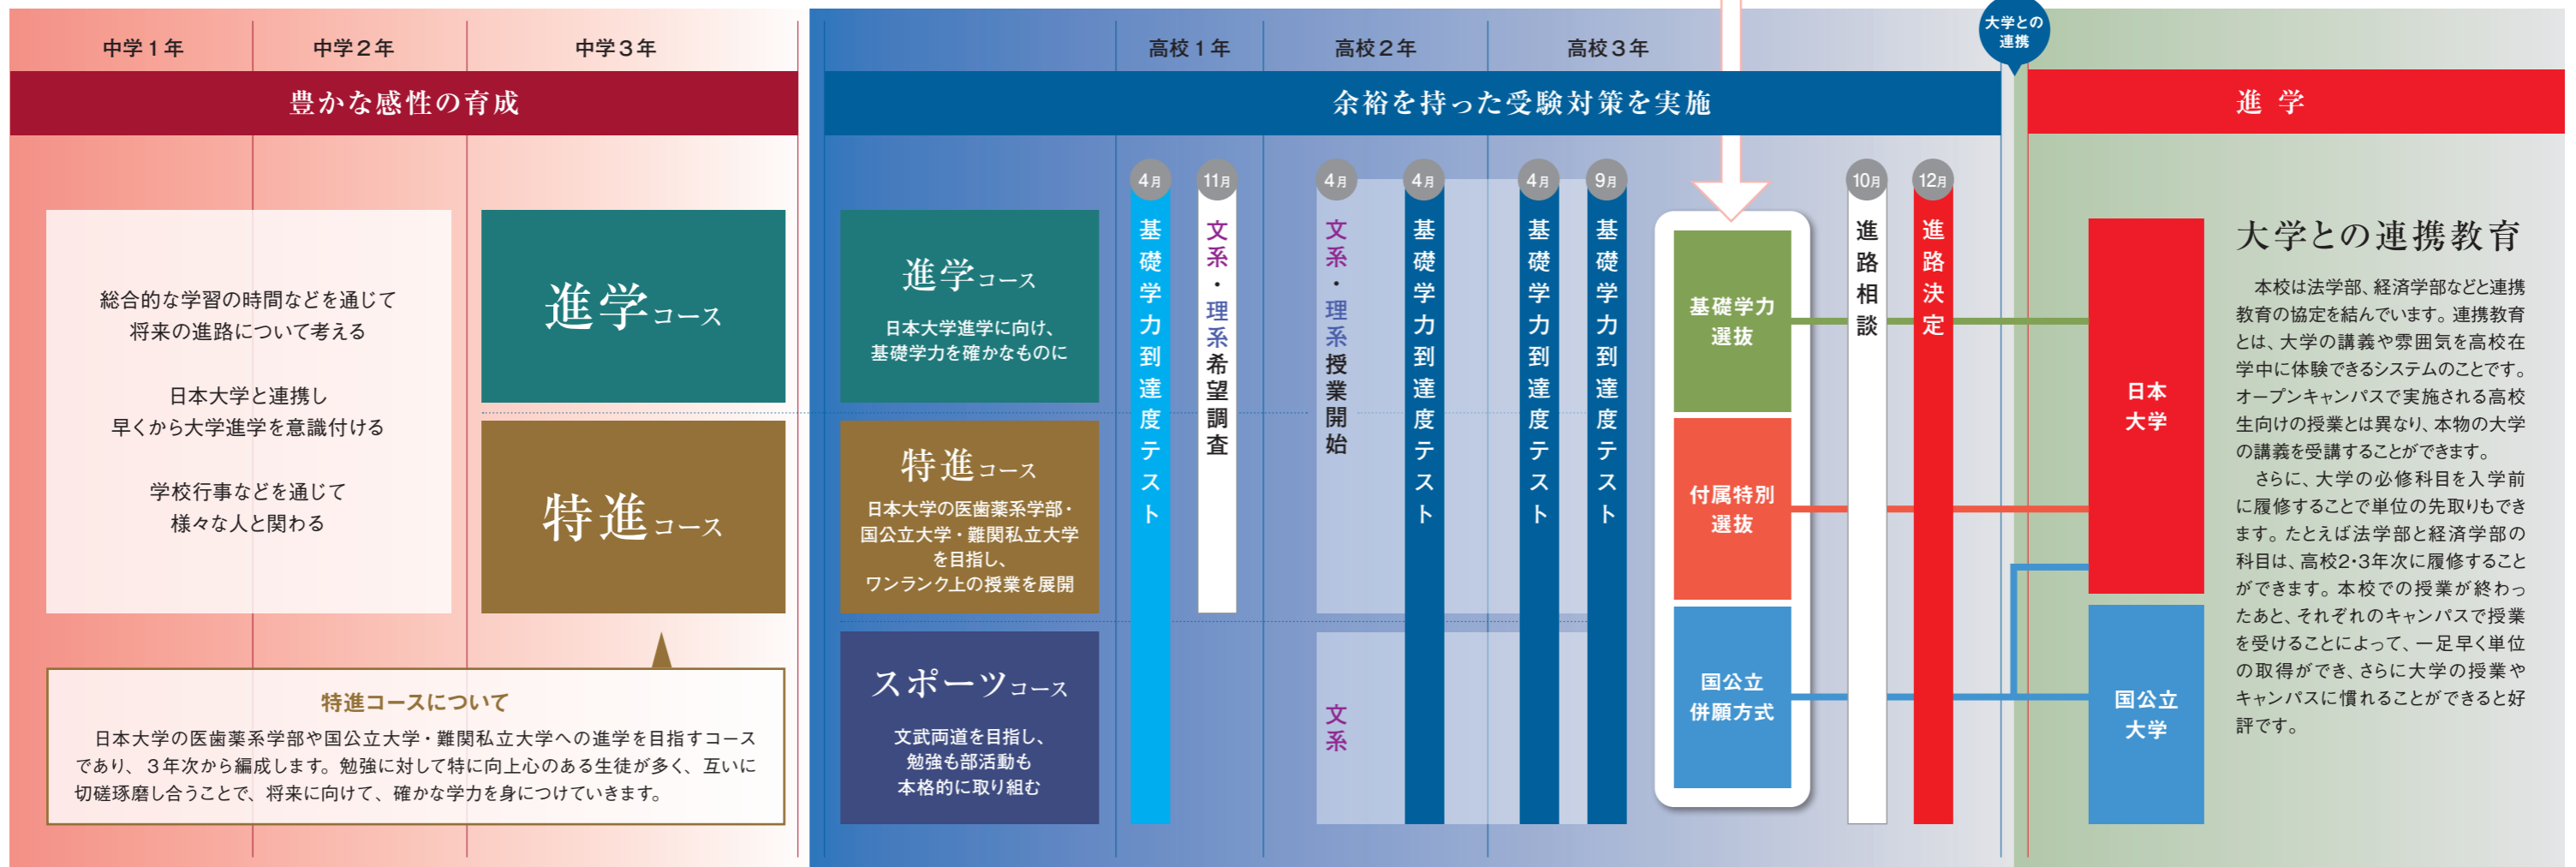 中学1年
中学2年
中学3年
高校1年
高校2年
高校3年
大学との
連携
豊かな感性の育成
余裕を持った受験対策を実施
進 学
総合的な学習の時間などを通じて
将来の進路について考える
日本大学と連携し
早くから大学進学を意識付ける
学校行事などを通じて
様々な人と関わる
進学コース
特進コース
特進コースについて
日本大学の医歯薬系学部や国公立大学・難関私立大学への進学を目指すコース
であり、3年次から編成します。勉強に対して特に向上心のある生徒が多く、互いに
切磋琢磨し合うことで、将来に向けて、確かな学力を身につけていきます。
進学コース
日本大学進学に向け、
基礎学力を確かなものに
特進コース
日本大学の医歯薬系学部・
国公立大学・難関私立大学
を目指し、
ワンランク上の授業を展開
スポーツコース
文武両道を目指し、
勉強も部活動も
本格的に取り組む
4月
基礎学力到達度テスト
11月
文系・理系希望調査
4月
文系・理系授業開始
文系
4月
基礎学力到達度テスト
4月
基礎学力到達度テスト
9月
基礎学力到達度テスト
基礎学力
選抜
付属特別
選抜
国公立
併願方式
10月
進路相談
12月
進路決定
日本
大学
国公立
大学
大学との連携教育
本校は法学部、経済学部などと連携
教育の協定を結んでいます。連携教育
とは、大学の講義や雰囲気を高校在
学中に体験できるシステムのことです。
オープンキャンパスで実施される高校
生向けの授業とは異なり、本物の大学
の講義を受講することができます。
さらに、大学の必修科目を入学前
に履修することで単位の先取りもでき
ます。たとえば法学部と経済学部の
科目は、高校2・3年次に履修すること
ができます。本校での授業が終わっ
たあと、それぞれのキャンパスで授業
を受けることによって、一足早く単位
の取得ができ、さらに大学の授業や
キャンパスに慣れることができると好
評です。